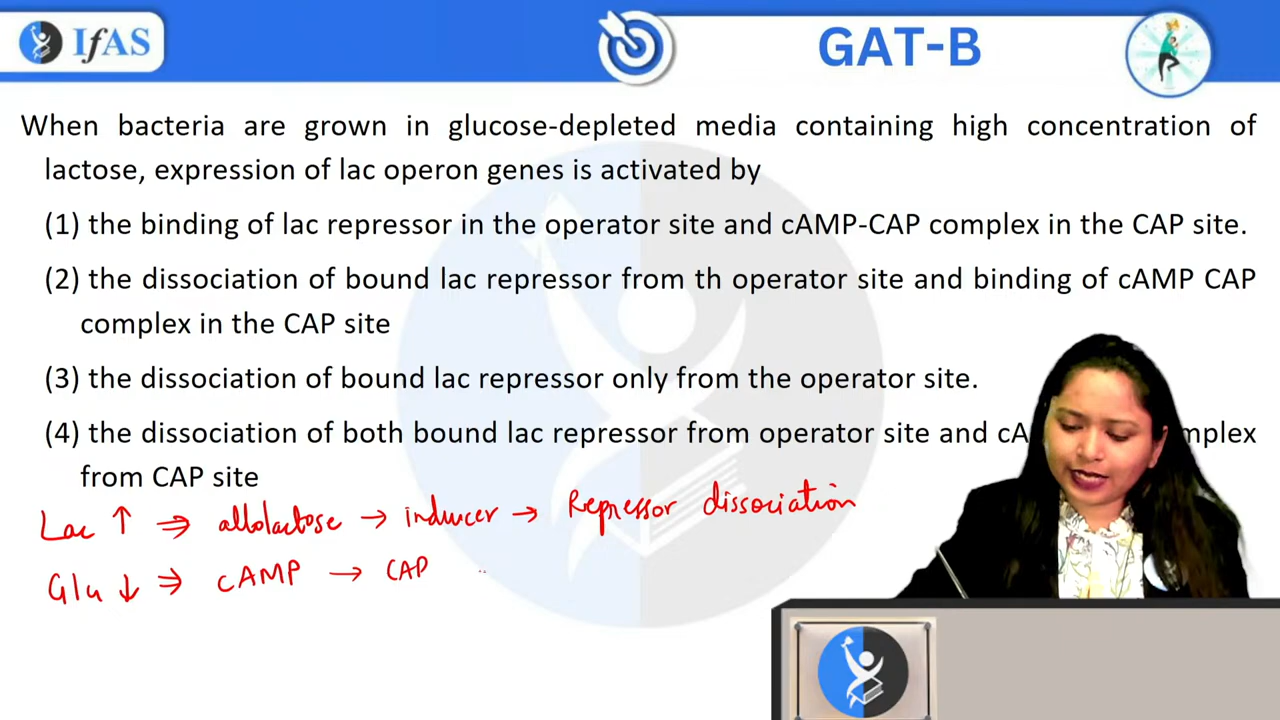 IfAS
GAT-B
When bacteria are grown in glucose-depleted media containing high concentration of
lactose, expression of lac operon genes is activated by
(1) the binding of lac repressor in the operator site and cAMP-CAP complex in the CAP site.
(2) the dissociation of bound lac repressor from th operator site and binding of cAMP CAP
complex in the CAP site
(3) the dissociation of bound lac repressor only from the operator site.
(4) the dissociation of both bound lac repressor from operator site and
from CAP site
Lac ↑ ⇒ allolactose → inducer → Repressor dissociation
Glu ↓ ⇒ cAMP → CAP